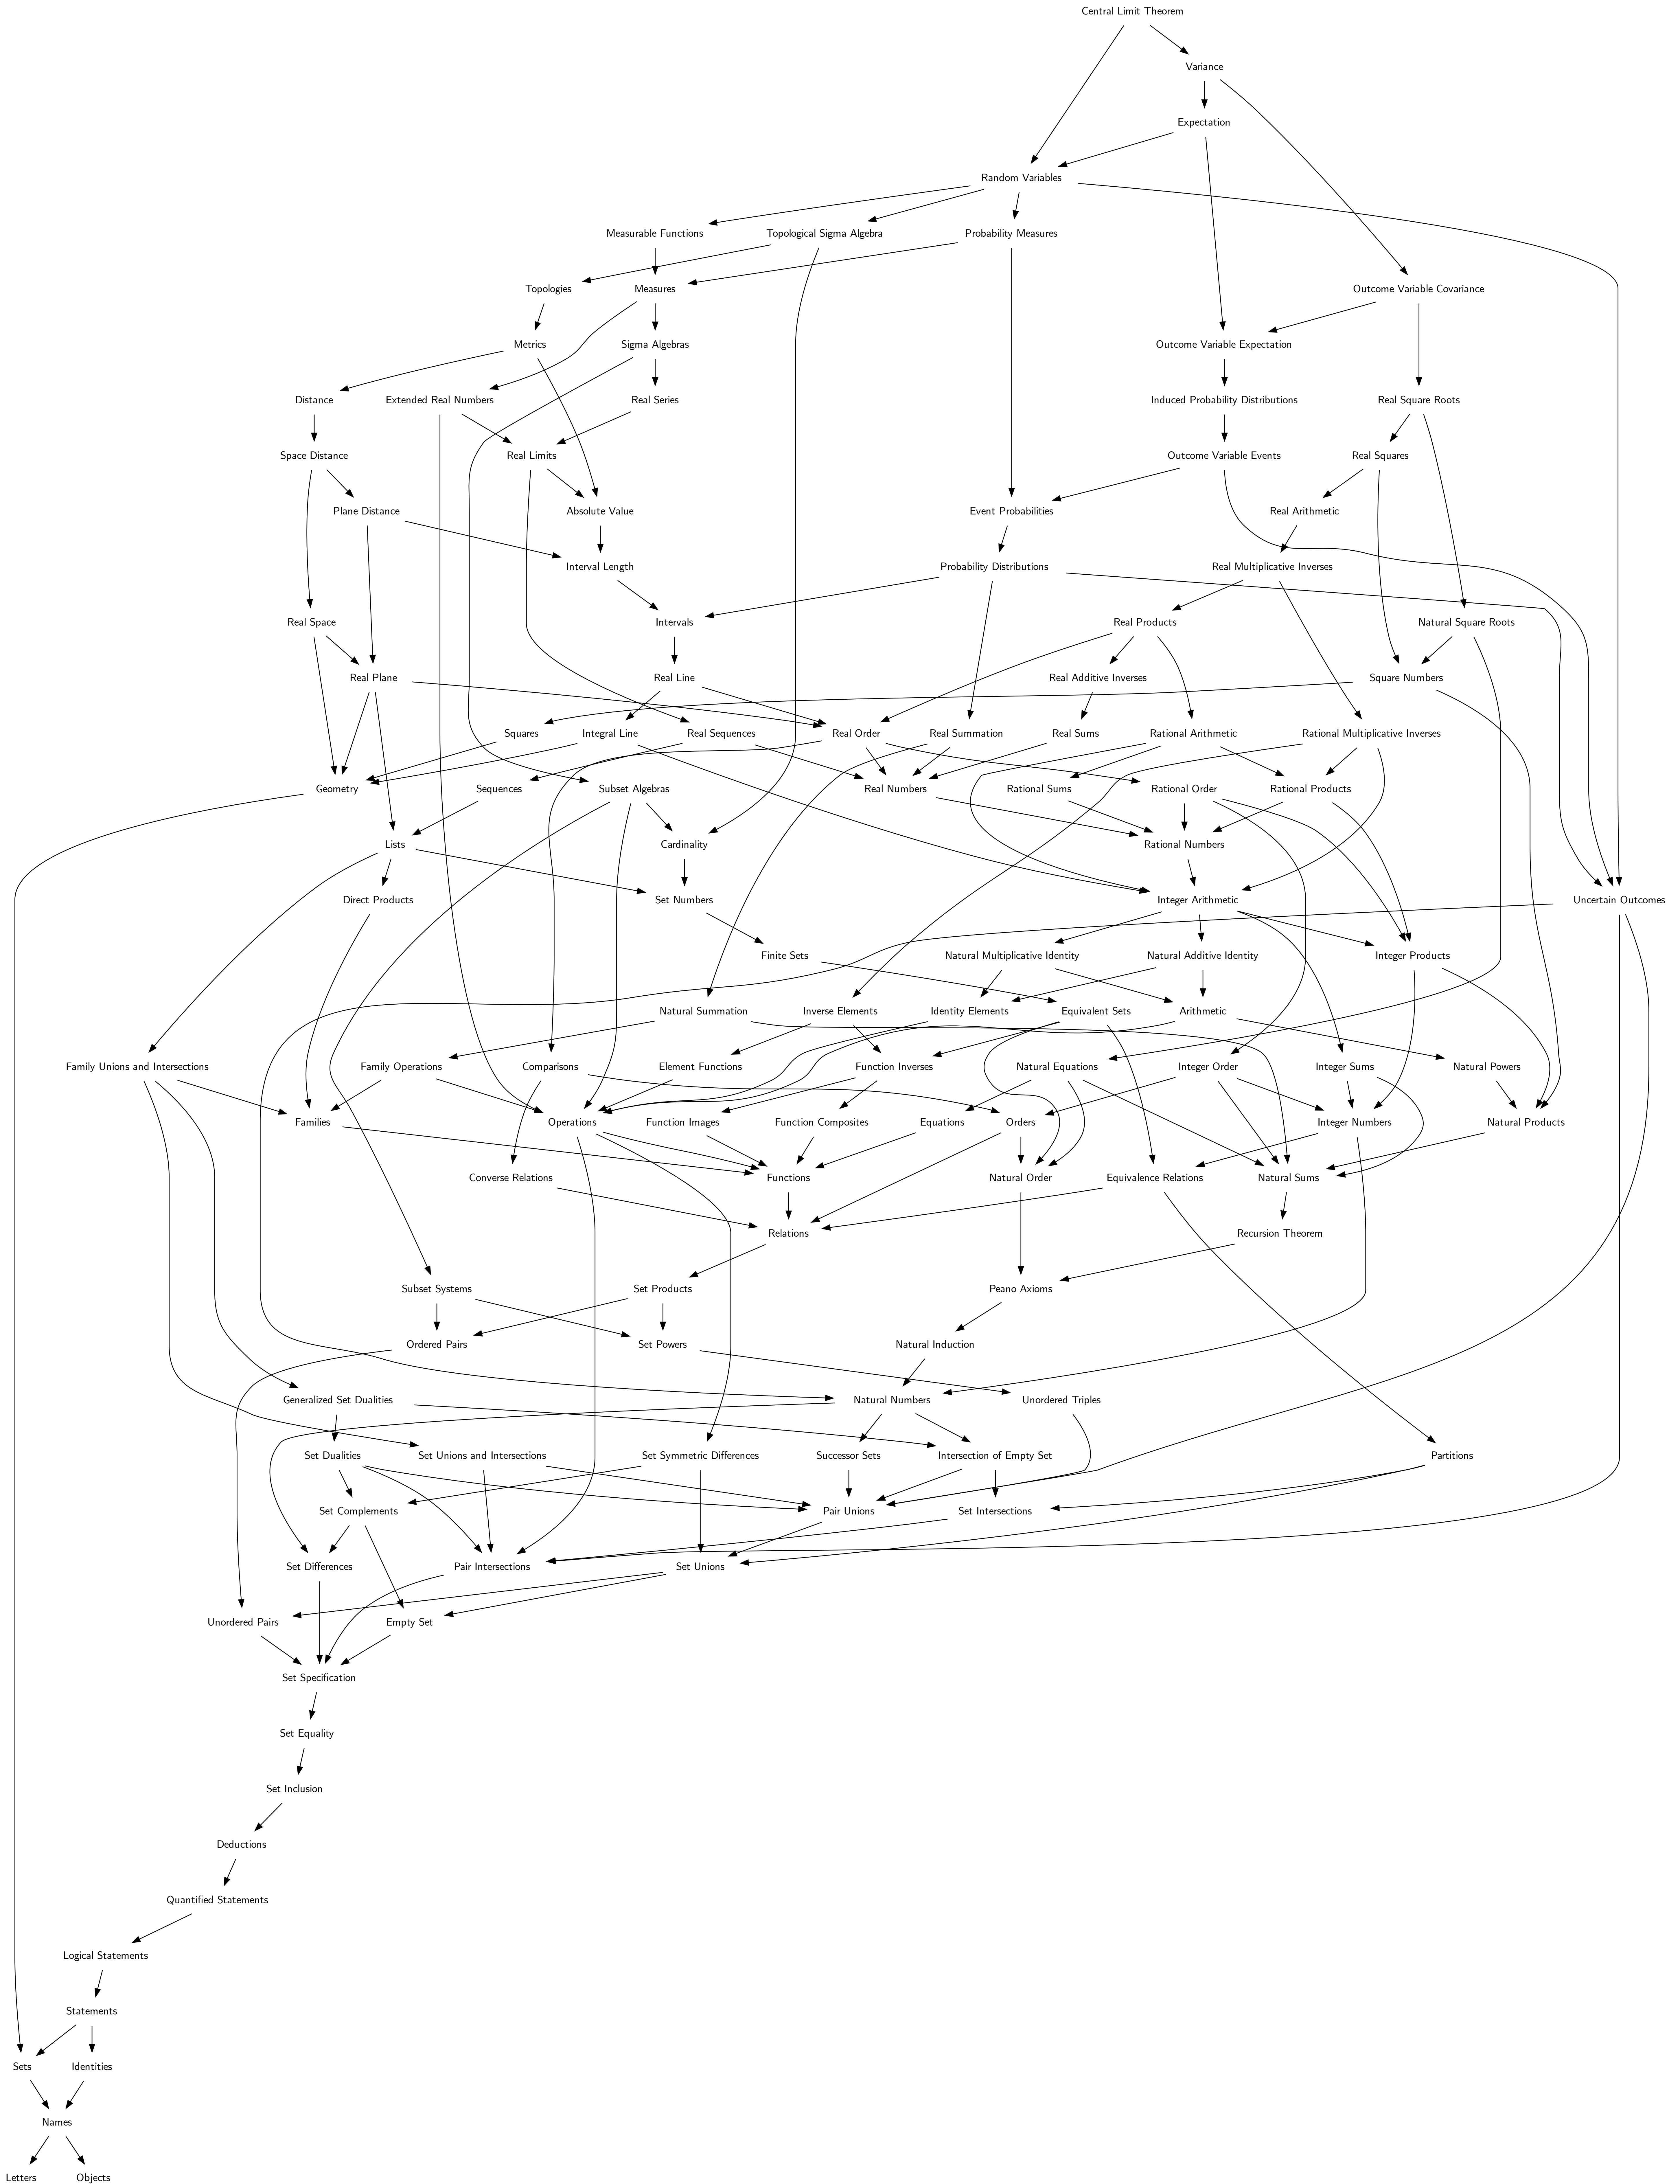 Central Limit Theorem
Variance
Expectation
Random Variables
Measurable Functions
Topological Sigma Algebra
Probability Measures
Topologies
Measures
Outcome Variable Covariance
Metrics
Sigma Algebras
Outcome Variable Expectation
Distance
Extended Real Numbers
Real Series
Induced Probability Distributions
Real Square Roots
Space Distance
Real Limits
Outcome Variable Events
Real Squares
Plane Distance
Absolute Value
Event Probabilities
Real Arithmetic
Interval Length
Probability Distributions
Real Multiplicative Inverses
Real Space
Intervals
Real Products
Natural Square Roots
Real Plane
Real Line
Real Additive Inverses
Square Numbers
Squares
Integral Line
Real Sequences
Real Order
Real Summation
Real Sums
Rational Arithmetic
Rational Multiplicative Inverses
Geometry
Sequences
Subset Algebras
Real Numbers
Rational Sums
Rational Order
Rational Products
Lists
Cardinality
Rational Numbers
Direct Products
Set Numbers
Integer Arithmetic
Uncertain Outcomes
Finite Sets
Natural Multiplicative Identity
Natural Additive Identity
Integer Products
Natural Summation
Inverse Elements
Identity Elements
Equivalent Sets
Arithmetic
Family Unions and Intersections
Family Operations
Comparisons
Element Functions
Function Inverses
Natural Equations
Integer Order
Integer Sums
Natural Powers
Families
Operations
Function Images
Function Composites
Equations
Orders
Integer Numbers
Natural Products
Converse Relations
Functions
Natural Order
Equivalence Relations
Natural Sums
Relations
Recursion Theorem
Subset Systems
Set Products
Peano Axioms
Ordered Pairs
Set Powers
Natural Induction
Generalized Set Dualities
Natural Numbers
Unordered Triples
Set Dualities
Set Unions and Intersections
Set Symmetric Differences
Successor Sets
Intersection of Empty Set
Partitions
Set Complements
Pair Unions
Set Intersections
Set Differences
Pair Intersections
Set Unions
Unordered Pairs
Empty Set
Set Specification
Set Equality
Set Inclusion
Deductions
Quantified Statements
Logical Statements
Statements
Sets
Identities
Names
Letters
Objects